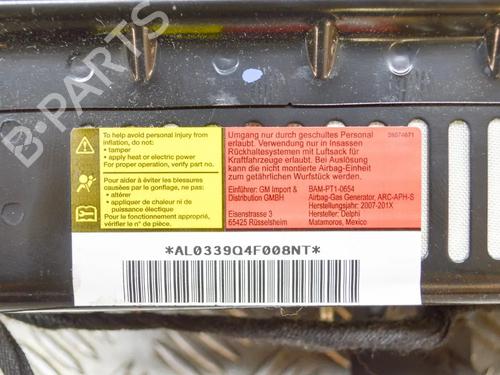 B-PARTS
To help avoid personal injury from
inflation, do not:
• tamper
• apply heat or electric power
For proper operation, verify part no.
Pour aider à éviter les blessures
causées par le gonflage, ne pas:
• altérer
• appliquer de chaleur ni de
puissance électrique
Pour le fonctionnement approprié,
vérifier le n° de pièce.
Umgang nur durch geschultes Personal
erlaubt. Verwendung nur in Insassen
Rückhaltesystemen mit Luftsack für
Kraftfahrzeuge erlaubt. Bei Auslösung
kann die nicht montierte Airbag-Einheit
zum gefährlichen Wurfstück werden.
Einführer: GM Import &
Distribution GMBH
Eisenstrasse 3
65425 Rüsselsheim
BAM-PT1-0654
Airbag-Gas Generator, ARC-APH-S
Herstellungsjahr: 2007-201X
Hersteller: Delphi
Matamoros, Mexico
*AL0339Q4F008NT*